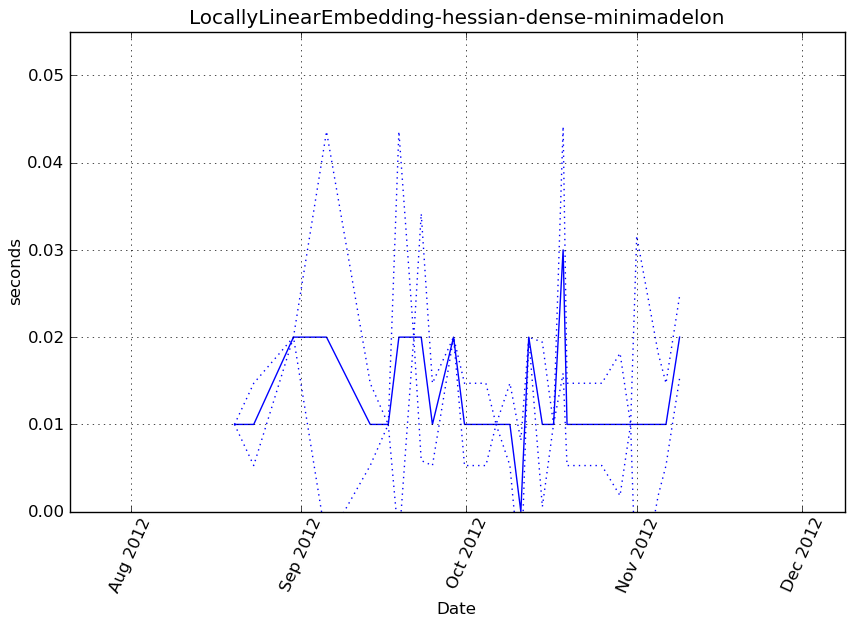 LocallyLinearEmbedding-hessian-dense-minimadelon
0.05
0.04
0.03
0.02
0.01
0.00
seconds
Aug 2012
Sep 2012
Oct 2012
Nov 2012
Dec 2012
Date